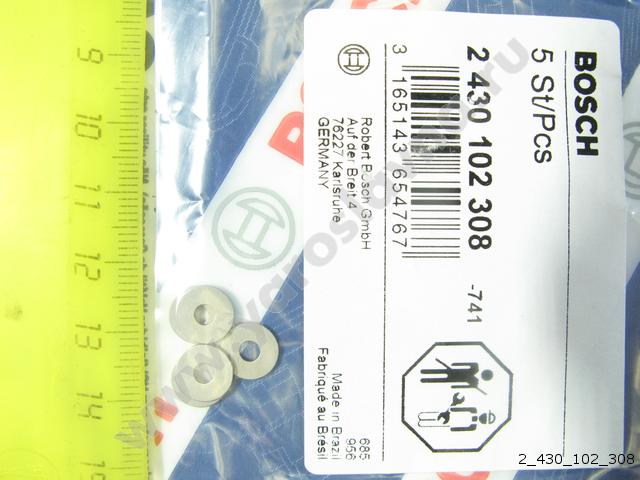 BOSCH
5 St/Pcs
2 430 102 308
-741
3 165143 654767
Robert Bosch GmbH
Auf der Breit 4
76227 Karlsruhe
GERMANY
685
956
Made in Brazil
Fabriqué au Brésil
9
10
11
12
13
14
2_430_102_308